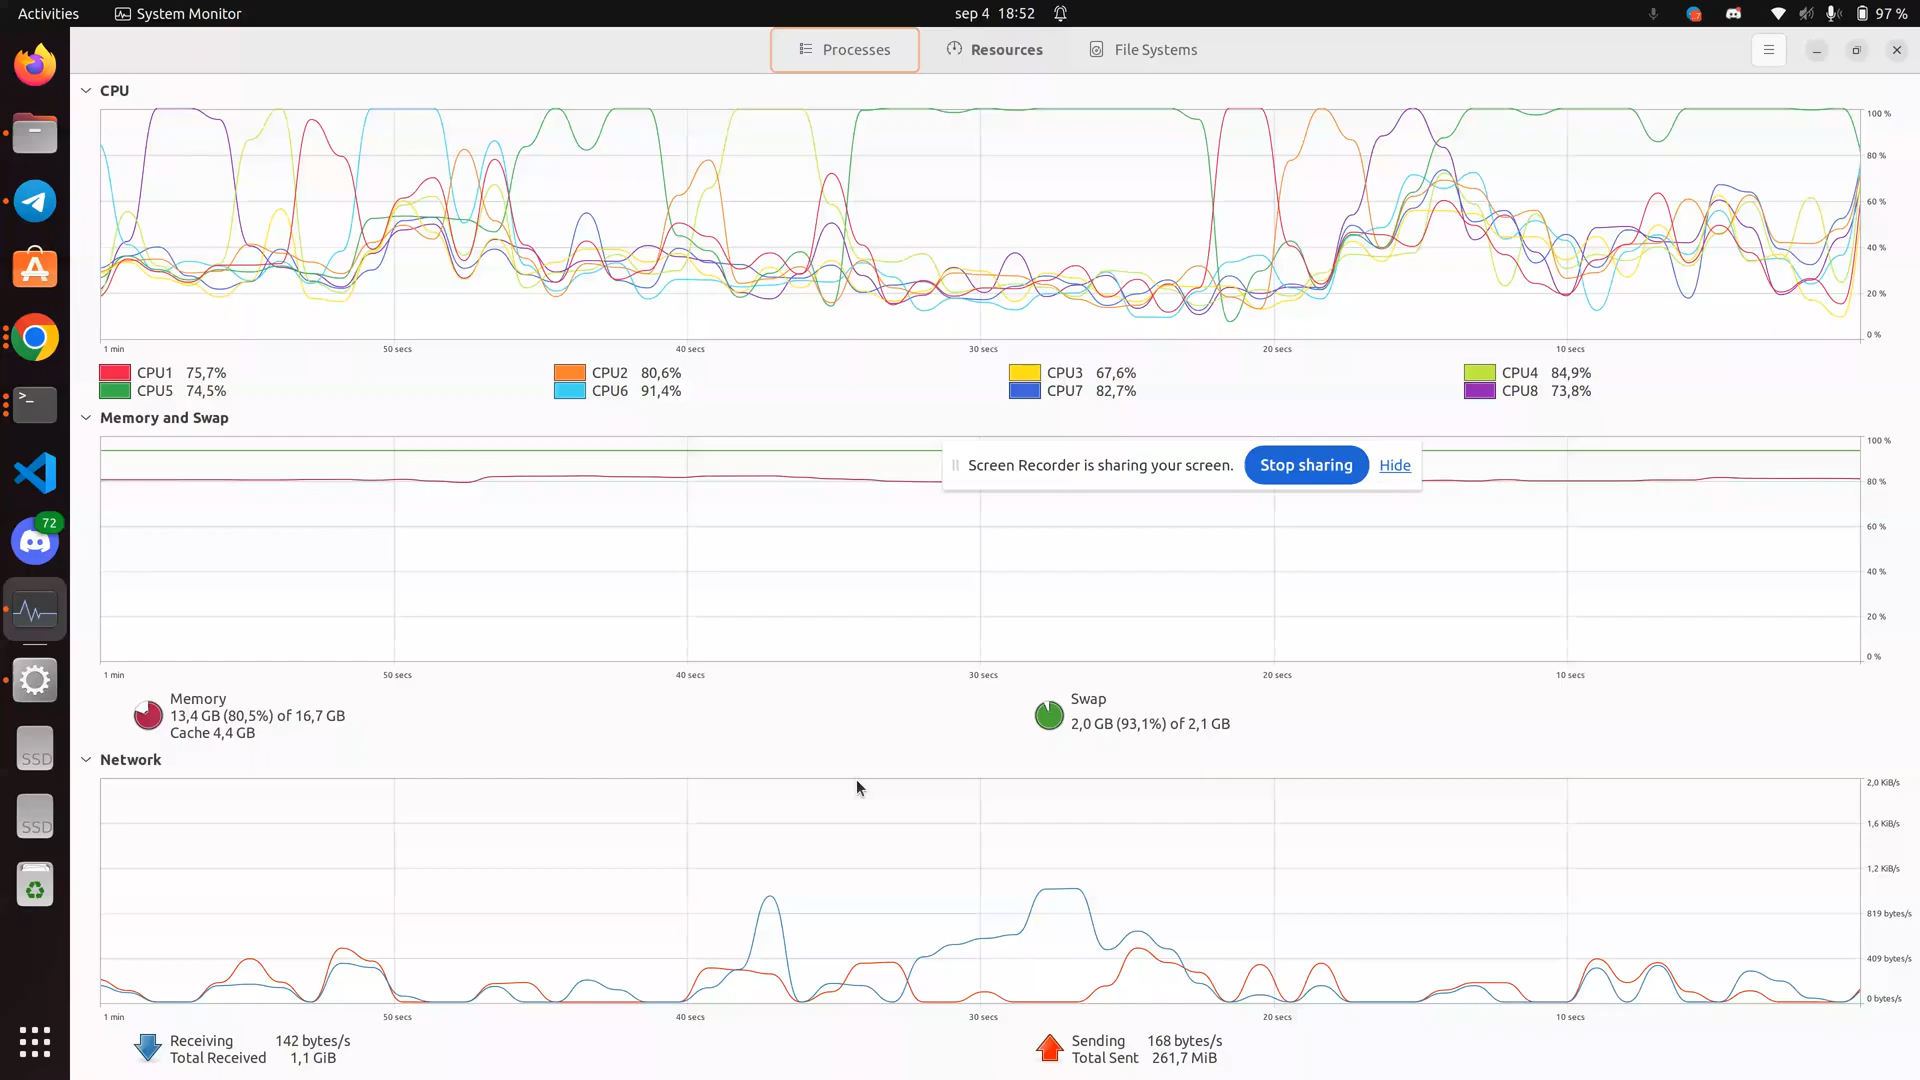 Activities System Monitor sep 4 18:52 97 %
Processes Resources File Systems
CPU
100 %
80 %
60 %
40 %
20 %
0 %
1 min 50 secs 40 secs 30 secs 20 secs 10 secs
CPU1 75,7% CPU2 80,6% CPU3 67,6% CPU4 84,9%
CPU5 74,5% CPU6 91,4% CPU7 82,7% CPU8 73,8%
Memory and Swap
100 %
Screen Recorder is sharing your screen. Stop sharing Hide
80 %
60 %
40 %
20 %
0 %
1 min 50 secs 40 secs 30 secs 20 secs 10 secs
Memory
13,4 GB (80,5%) of 16,7 GB
Cache 4,4 GB
Swap
2,0 GB (93,1%) of 2,1 GB
Network
2,0 KiB/s
1,6 KiB/s
1,2 KiB/s
819 bytes/s
409 bytes/s
0 bytes/s
1 min 50 secs 40 secs 30 secs 20 secs 10 secs
Receiving 142 bytes/s
Total Received 1,1 GiB
Sending 168 bytes/s
Total Sent 261,7 MiB
>_
72
SSD
SSD